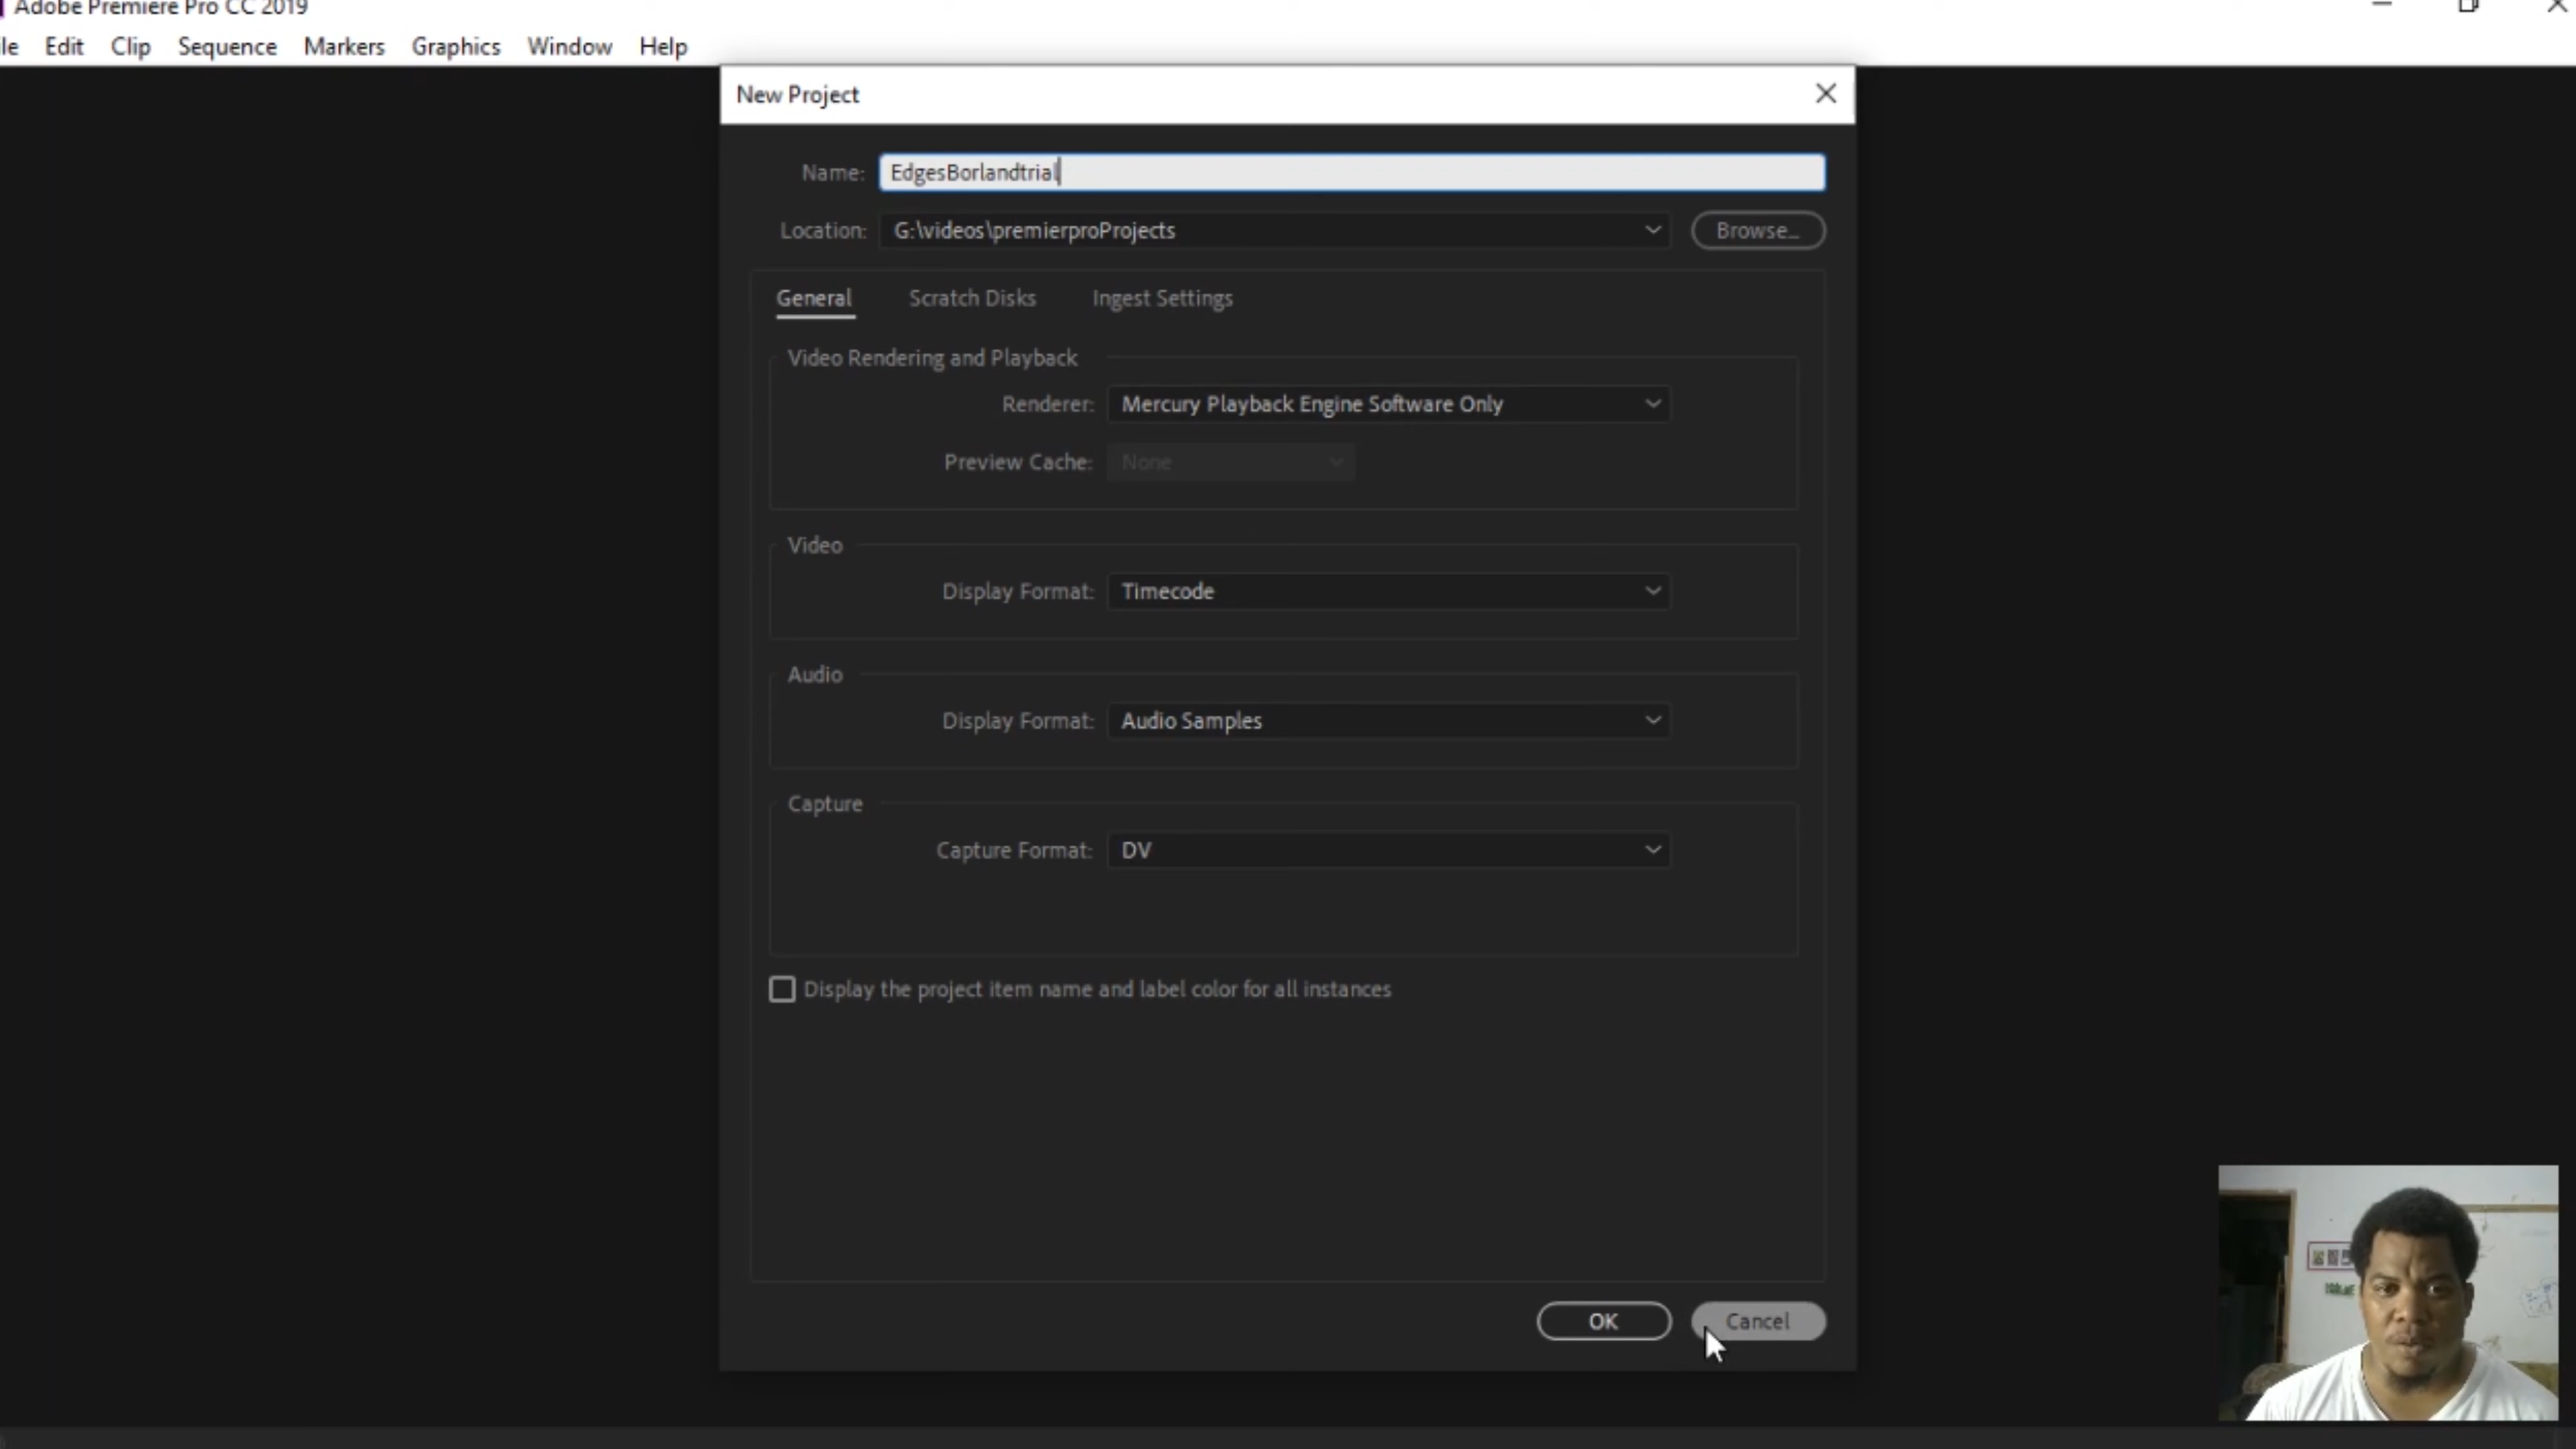 Adobe Premiere Pro CC 2019
le Edit Clip Sequence Markers Graphics Window Help
New Project
Name: EdgesBorlandtrial
Location: G:\videos\premierproProjects Browse...
General Scratch Disks Ingest Settings
Video Rendering and Playback
Renderer: Mercury Playback Engine Software Only
Preview Cache: None
Video
Display Format: Timecode
Audio
Display Format: Audio Samples
Capture
Capture Format: DV
Display the project item name and label color for all instances
OK Cancel